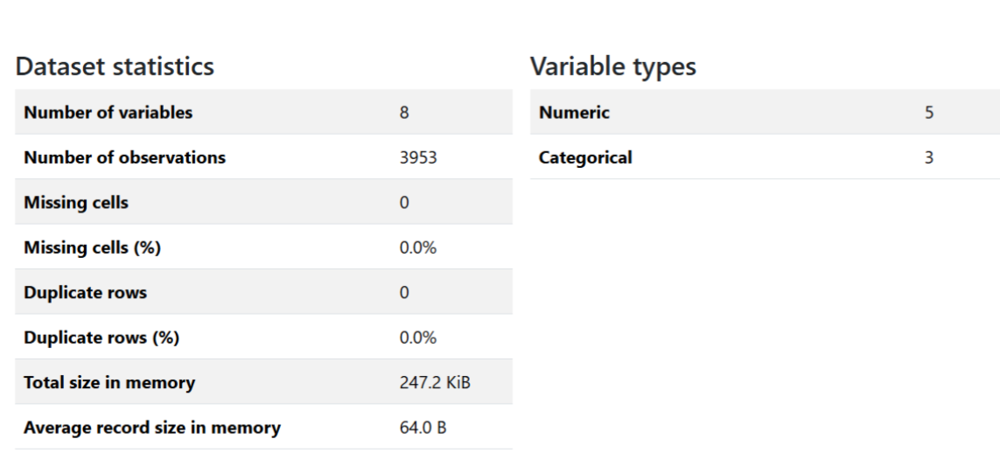 Dataset statistics
Number of variables 8
Number of observations 3953
Missing cells 0
Missing cells (%) 0.0%
Duplicate rows 0
Duplicate rows (%) 0.0%
Total size in memory 247.2 KiB
Average record size in memory 64.0 B
Variable types
Numeric 5
Categorical 3